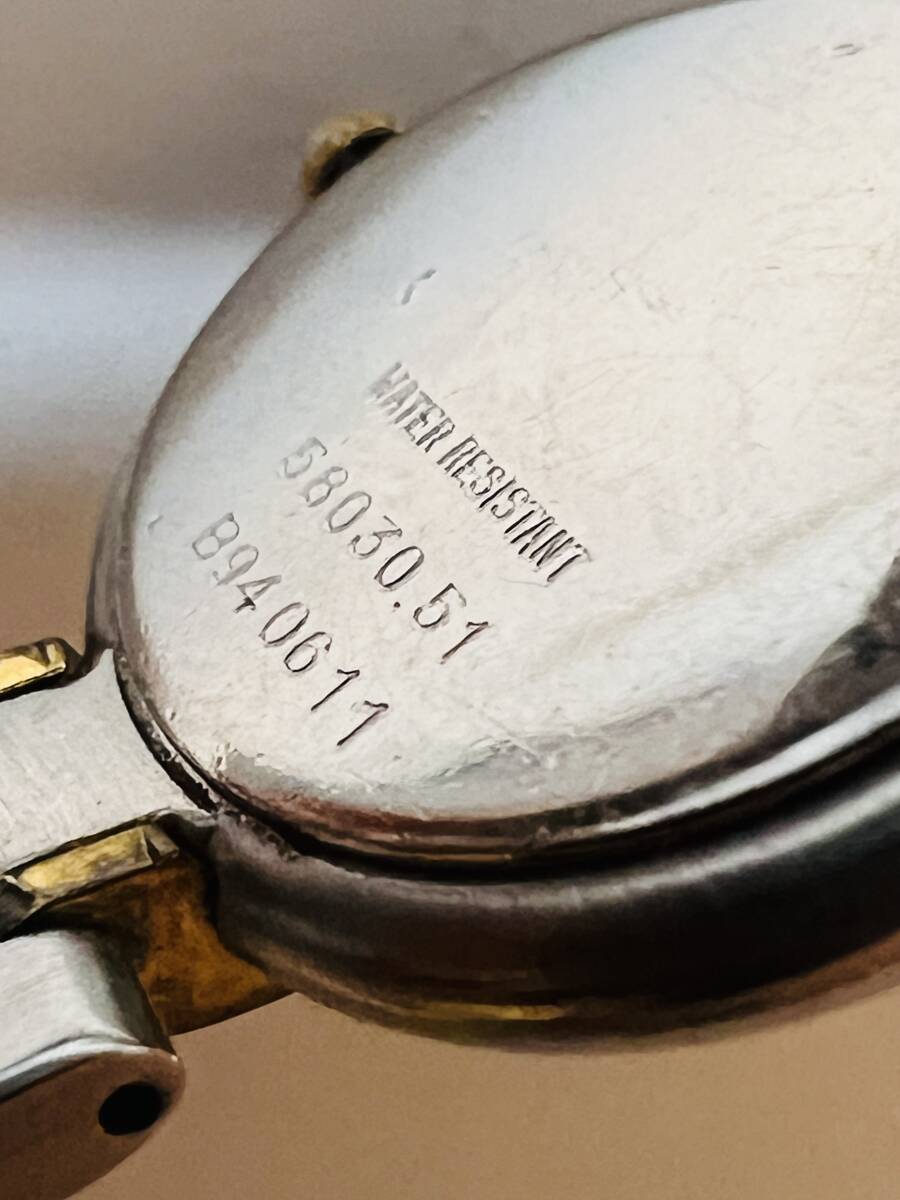 WATER RESISTANT
58030.51
B940611